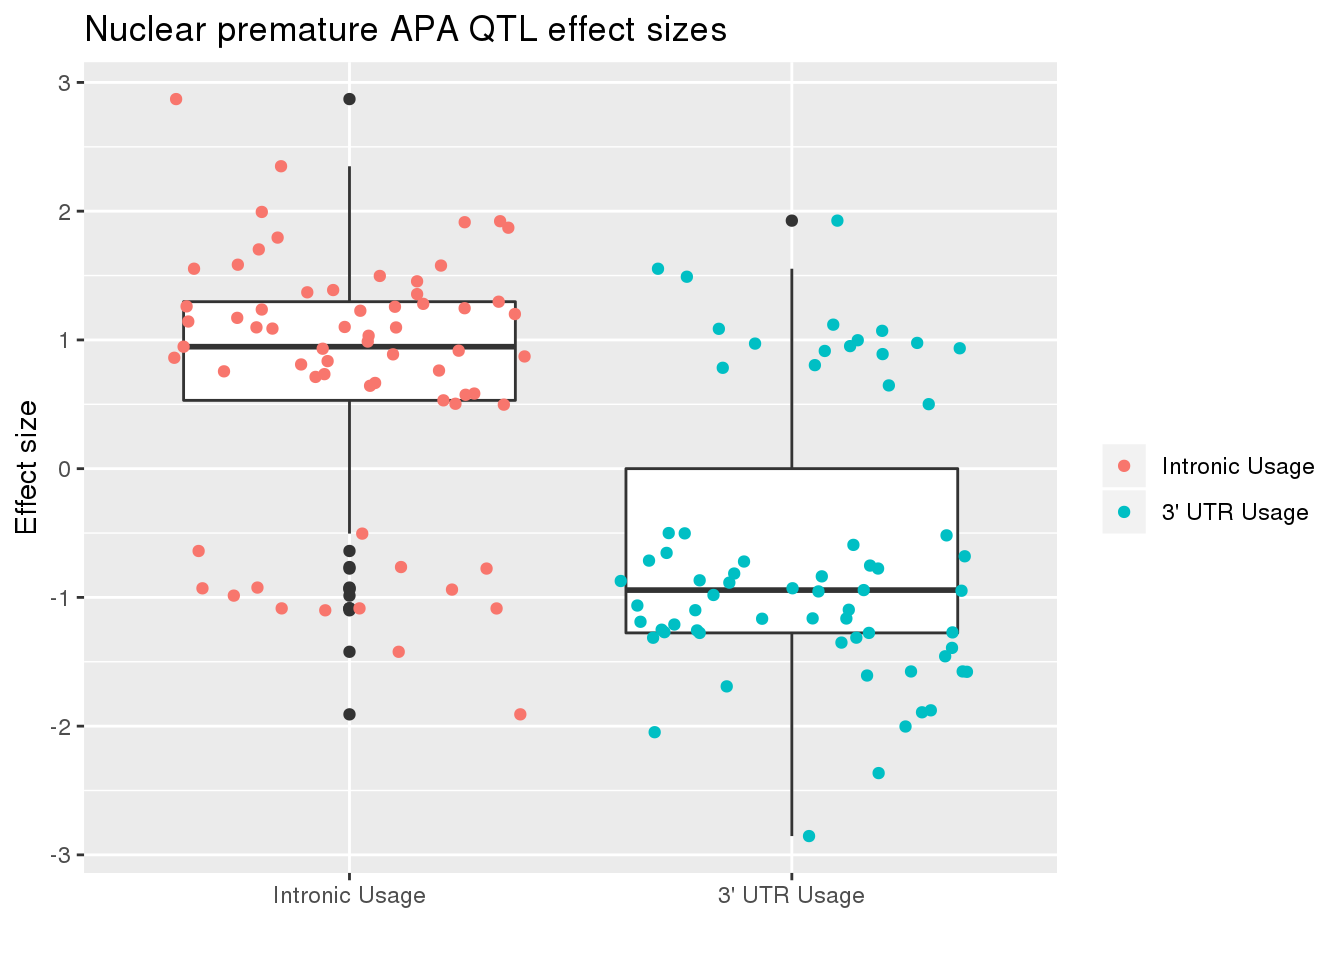 Nuclear premature APA QTL effect sizes
3
2
1
0
-1
-2
-3
Effect size
Intronic Usage
3' UTR Usage
Intronic Usage
3' UTR Usage